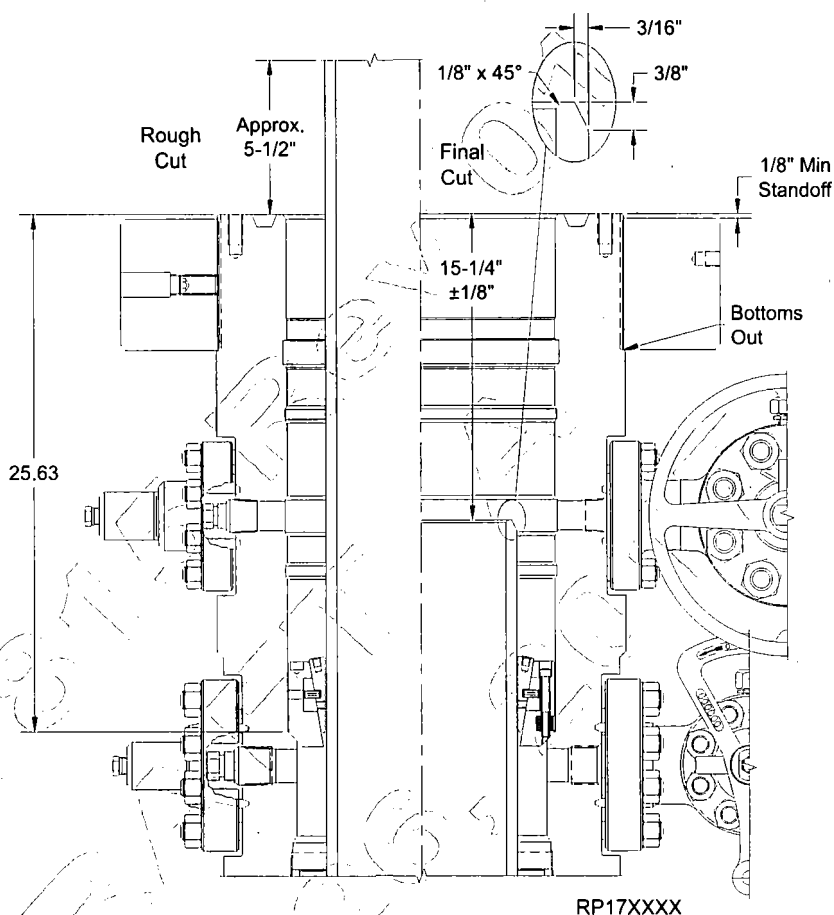 3/16"
1/8" x 45°
3/8"
Rough
Cut
Approx.
5-1/2"
Final
Cut
1/8" Min
Standoff
15-1/4"
±1/8"
Bottoms
Out
25.63
RP17XXXX